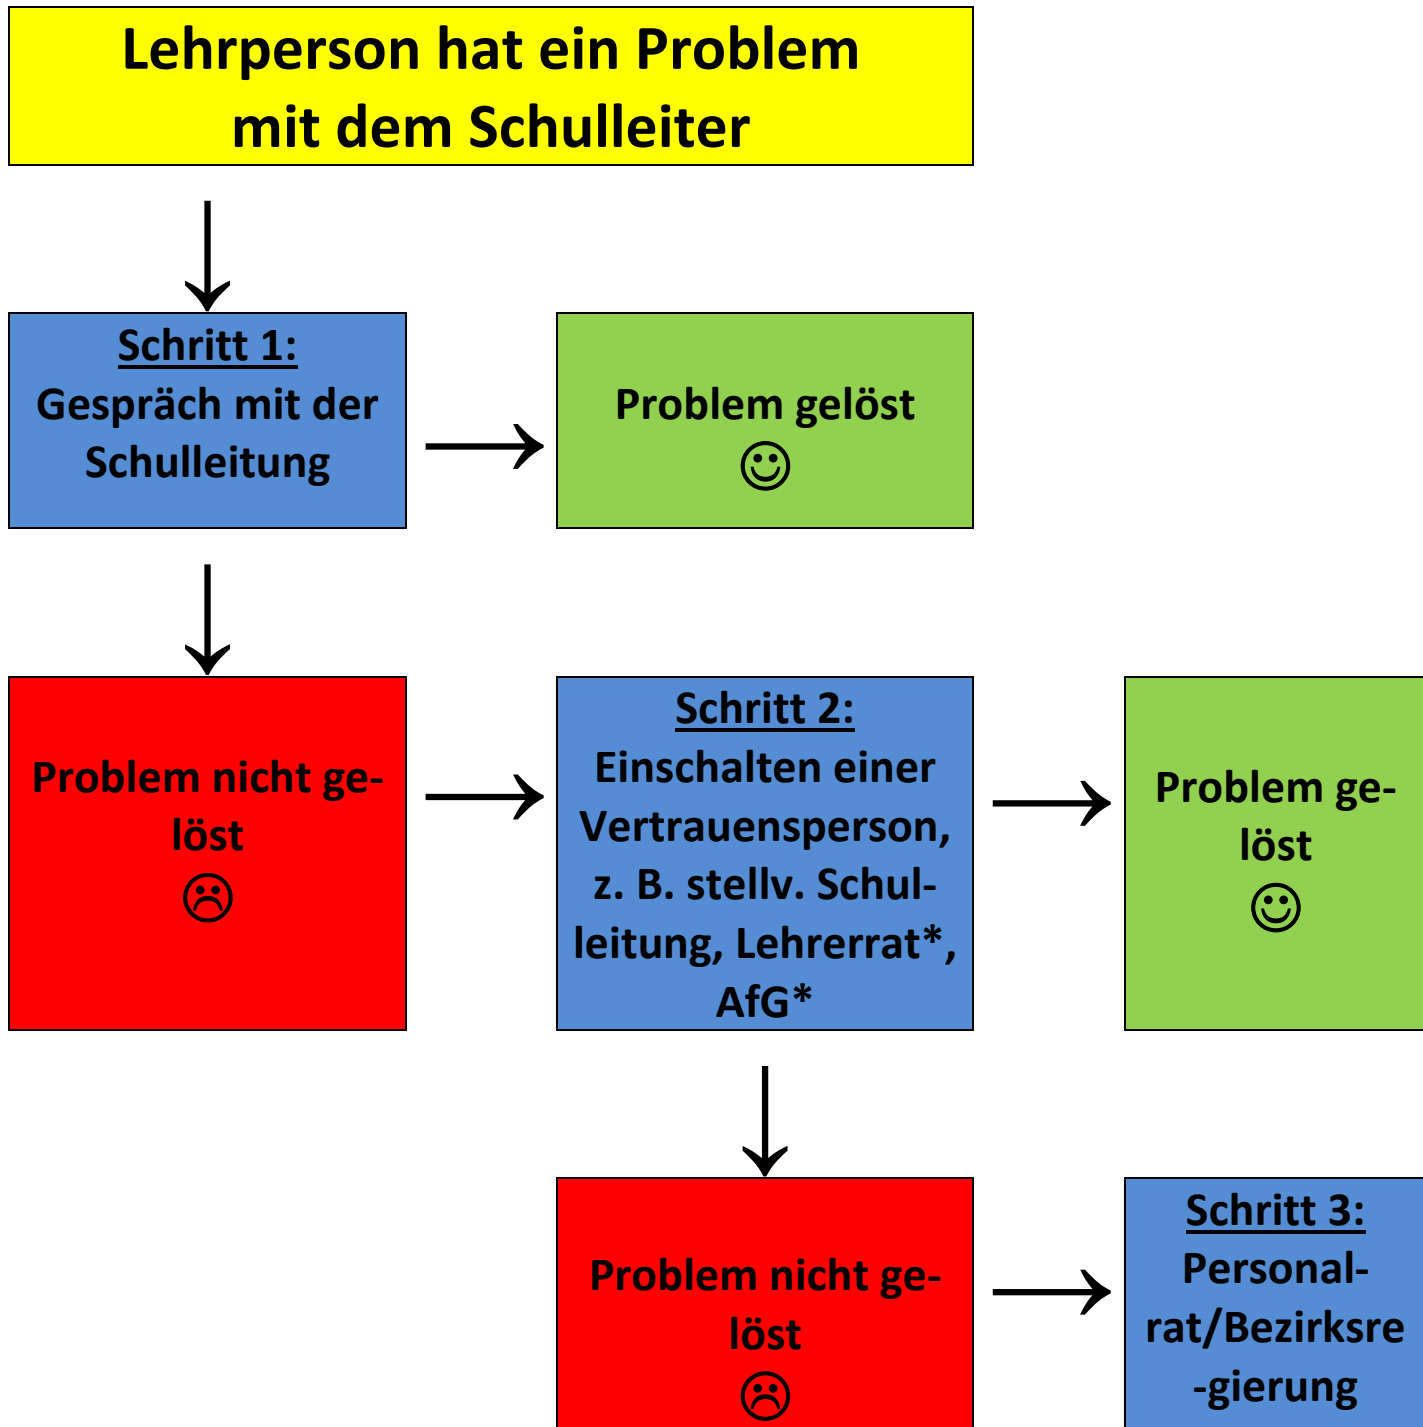 Lehrperson hat ein Problem
mit dem Schulleiter
Schritt 1:
Gespräch mit der
Schulleitung
Problem gelöst
Problem nicht ge-
löst
Schritt 2:
Einschalten einer
Vertrauensperson,
z. B. stellv. Schul-
leitung, Lehrerrat*,
AfG*
Problem ge-
löst
Problem nicht ge-
löst
Schritt 3:
Personal-
rat/Bezirksre
-gierung